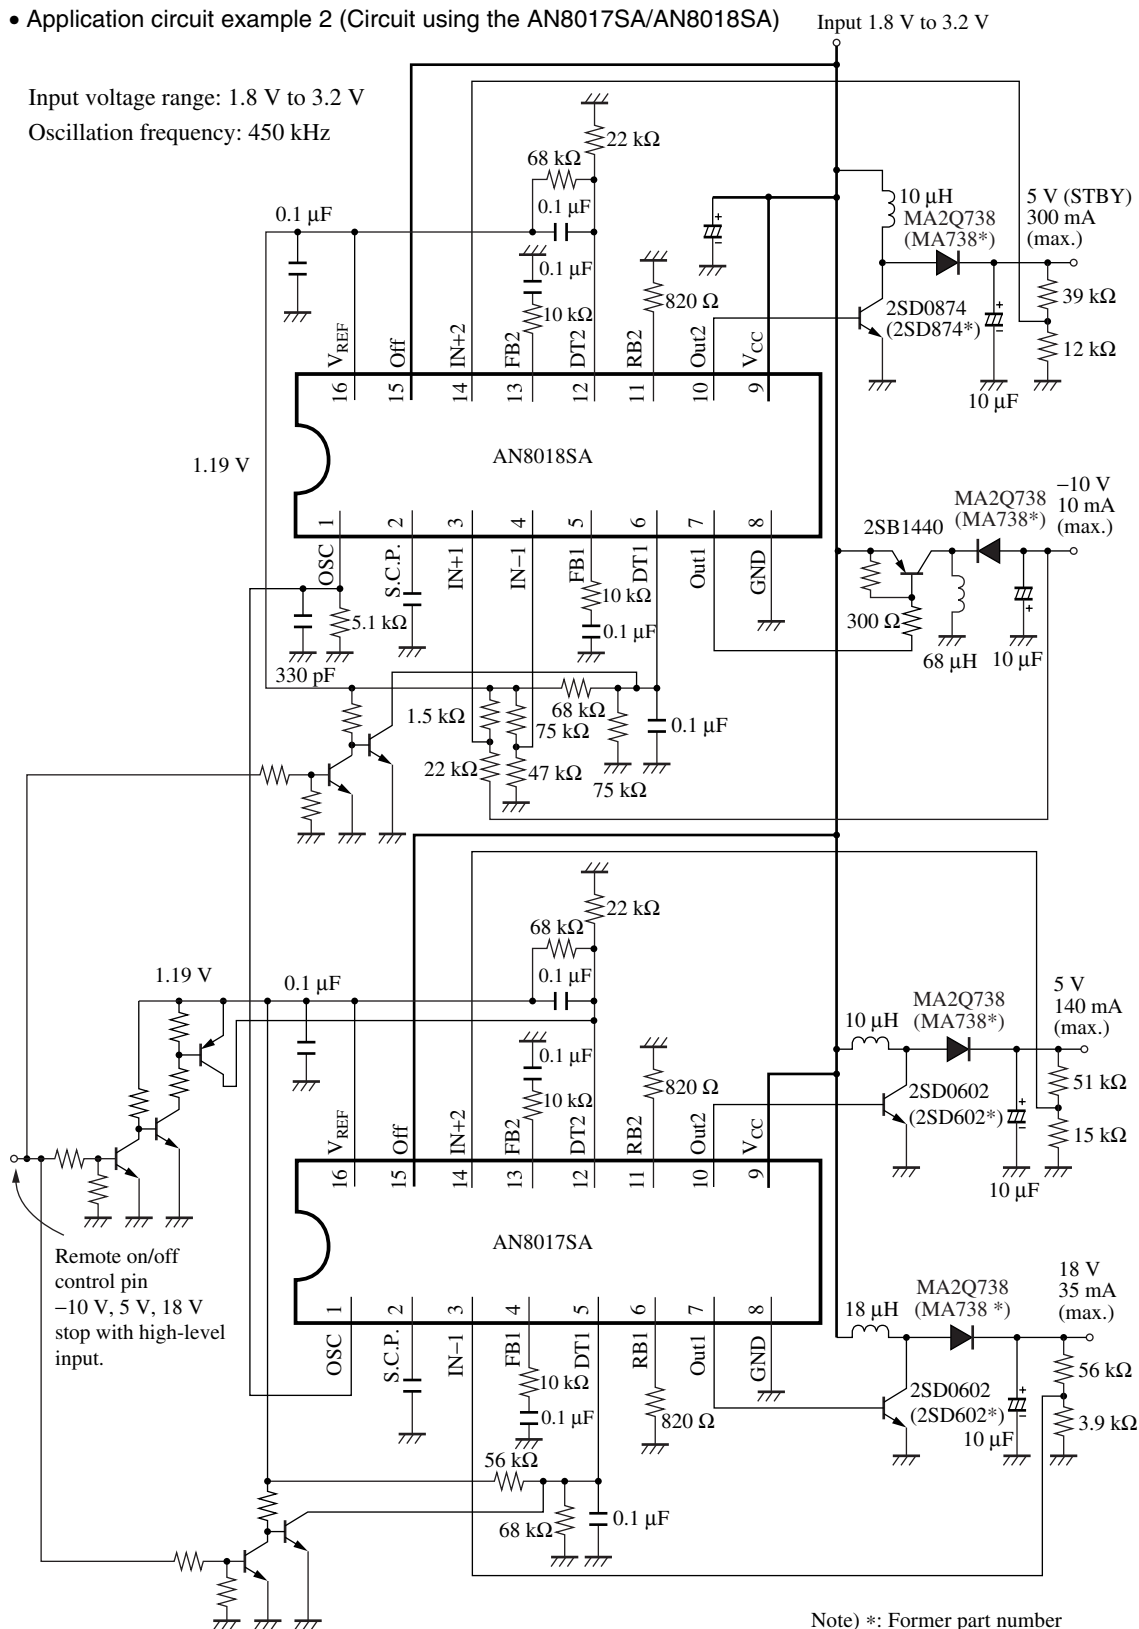 • Application circuit example 2 (Circuit using the AN8017SA/AN8018SA)
Input 1.8 V to 3.2 V
Input voltage range: 1.8 V to 3.2 V
Oscillation frequency: 450 kHz
22 kΩ
68 kΩ
0.1 µF
0.1 µF
0.1 µF
10 kΩ
820 Ω
10 µH
MA2Q738
(MA738*)
5 V (STBY)
300 mA
(max.)
39 kΩ
2SD0874
(2SD874*)
12 kΩ
10 µF
VREF
Off
IN+2
FB2
DT2
RB2
Out2
VCC
16
15
14
13
12
11
10
9
1.19 V
AN8018SA
1
2
3
4
5
6
7
8
OSC
S.C.P.
IN+1
IN−1
FB1
DT1
Out1
GND
−10 V
10 mA
(max.)
MA2Q738
(MA738*)
2SB1440
300 Ω
68 µH
10 µF
10 kΩ
0.1 µF
5.1 kΩ
330 pF
1.5 kΩ
75 kΩ
68 kΩ
0.1 µF
22 kΩ
47 kΩ
75 kΩ
22 kΩ
68 kΩ
0.1 µF
1.19 V
0.1 µF
0.1 µF
10 kΩ
820 Ω
10 µH
MA2Q738
(MA738*)
5 V
140 mA
(max.)
51 kΩ
2SD0602
(2SD602*)
15 kΩ
10 µF
VREF
Off
IN+2
FB2
DT2
RB2
Out2
VCC
16
15
14
13
12
11
10
9
AN8017SA
Remote on/off
control pin
−10 V, 5 V, 18 V
stop with high-level
input.
1
2
3
4
5
6
7
8
OSC
S.C.P.
IN−1
FB1
DT1
RB1
Out1
GND
18 V
35 mA
(max.)
MA2Q738
(MA738 *)
18 µH
56 kΩ
2SD0602
(2SD602*)
10 µF
3.9 kΩ
10 kΩ
0.1 µF
820 Ω
56 kΩ
68 kΩ
0.1 µF
Note) *: Former part number